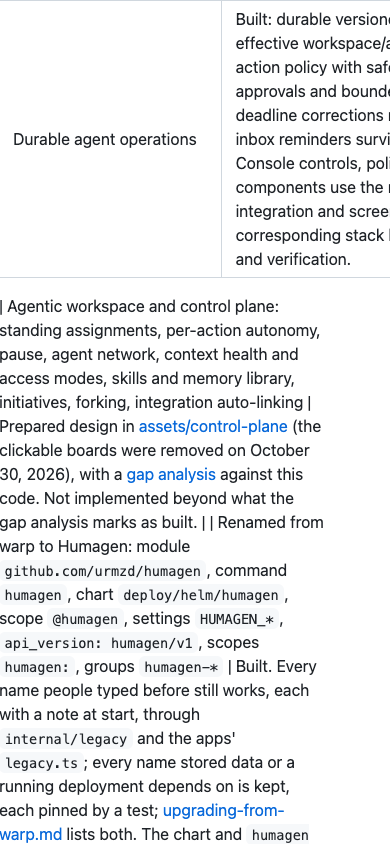 Durable agent operations
Built: durable version
effective workspace/a
action policy with saf
approvals and bound
deadline corrections
inbox reminders survi
Console controls, poli
components use the
integration and scree
corresponding stack
and verification.
| Agentic workspace and control plane:
standing assignments, per-action autonomy,
pause, agent network, context health and
access modes, skills and memory library,
initiatives, forking, integration auto-linking |
Prepared design in assets/control-plane (the
clickable boards were removed on October
30, 2026), with a gap analysis against this
code. Not implemented beyond what the
gap analysis marks as built. | | Renamed from
warp to Humagen: module
github.com/urmzd/humagen , command
humagen , chart deploy/helm/humagen ,
scope @humagen , settings HUMAGEN_* ,
api_version: humagen/v1 , scopes
humagen: , groups humagen-* | Built. Every
name people typed before still works, each
with a note at start, through
internal/legacy and the apps'
legacy.ts ; every name stored data or a
running deployment depends on is kept,
each pinned by a test; upgrading-from-
warp.md lists both. The chart and humagen